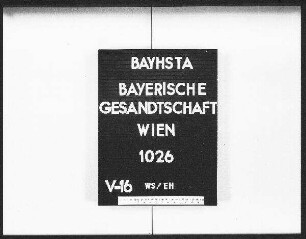 BAYHSTA
BAYERISCHE
GESANDTSCHAFT
WIEN
1026
V-16 WS/EH